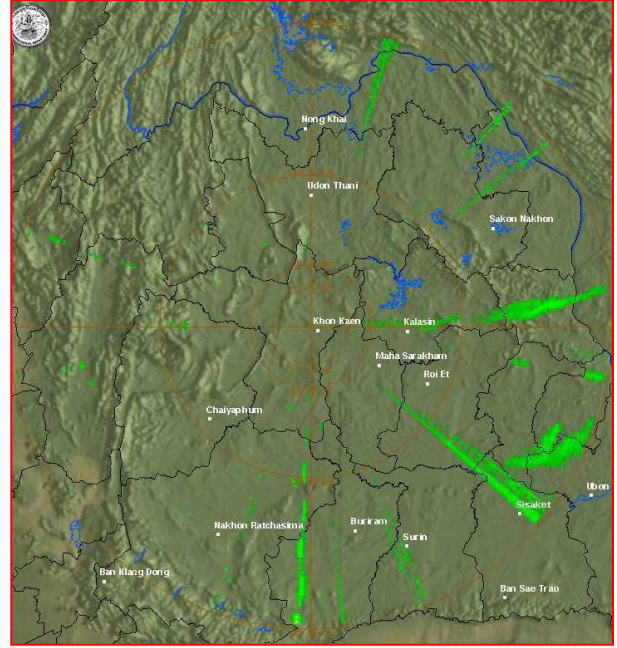 Nong Khai
Udon Thani
Sakon Nakhon
Khon Kaen
Kalasin
Maha Sarakham
Roi Et
Chaiyaphum
Ubon
Sisaket
Nakhon Ratchasima
Buriram
Surin
Ban Klang Dong
Ban Sae Trao